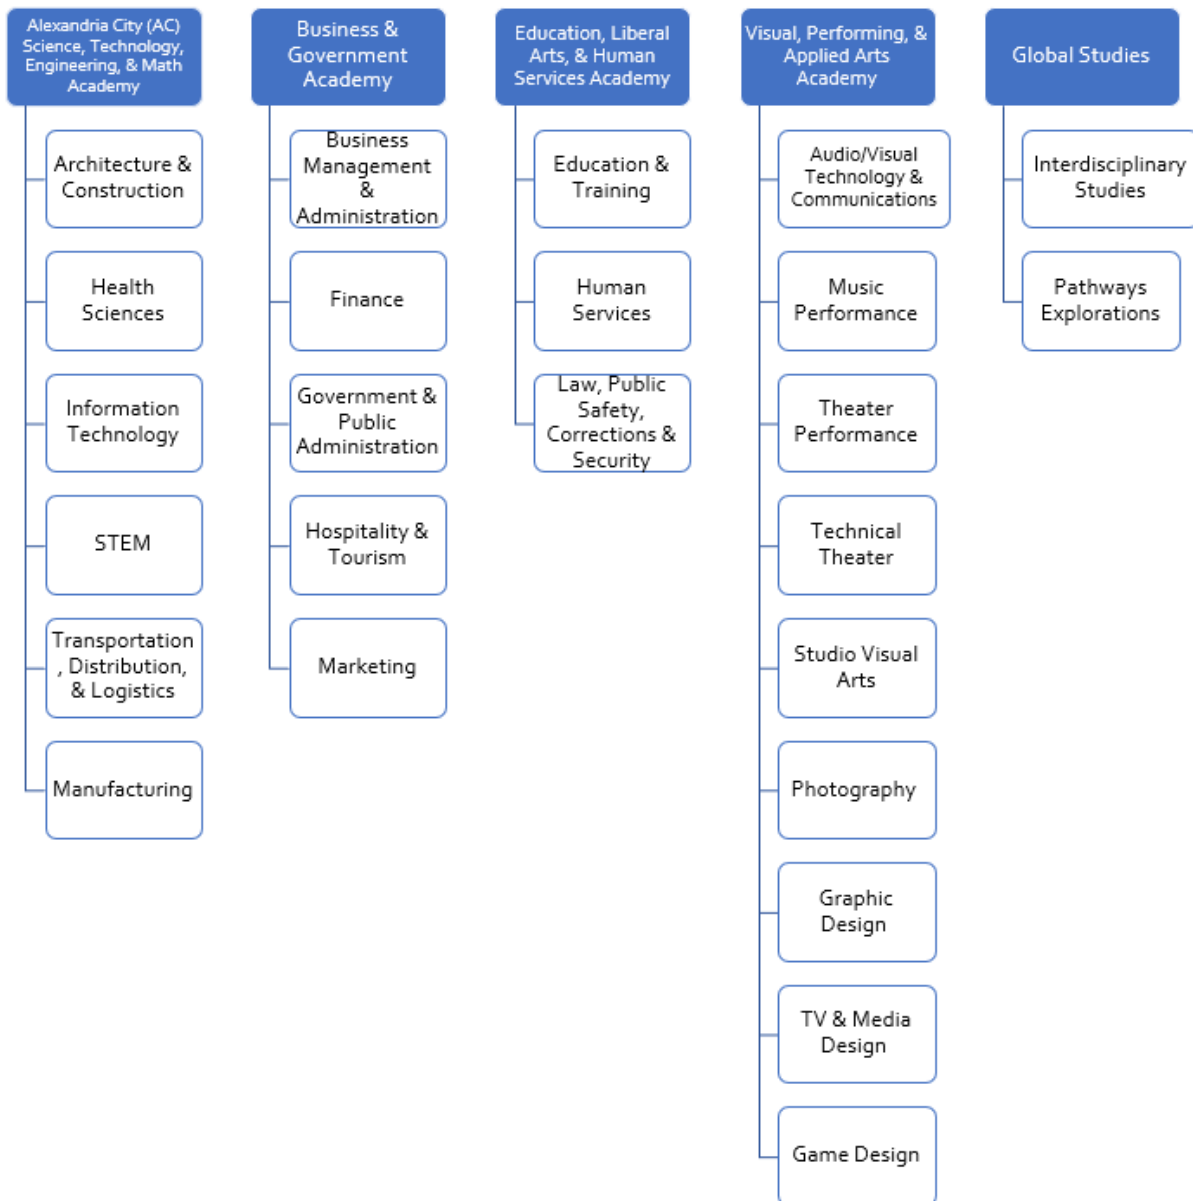 Alexandria City (AC)
Science, Technology,
Engineering, & Math
Academy
Architecture &
Construction
Health
Sciences
Information
Technology
STEM
Transportation
, Distribution,
& Logistics
Manufacturing
Business &
Government
Academy
Business
Management
&
Administration
Finance
Government &
Public
Administration
Hospitality &
Tourism
Marketing
Education, Liberal
Arts, & Human
Services Academy
Education &
Training
Human
Services
Law, Public
Safety,
Corrections &
Security
Visual, Performing, &
Applied Arts
Academy
Audio/Visual
Technology &
Communications
Music
Performance
Theater
Performance
Technical
Theater
Studio Visual
Arts
Photography
Graphic
Design
TV & Media
Design
Game Design
Global Studies
Interdisciplinary
Studies
Pathways
Explorations